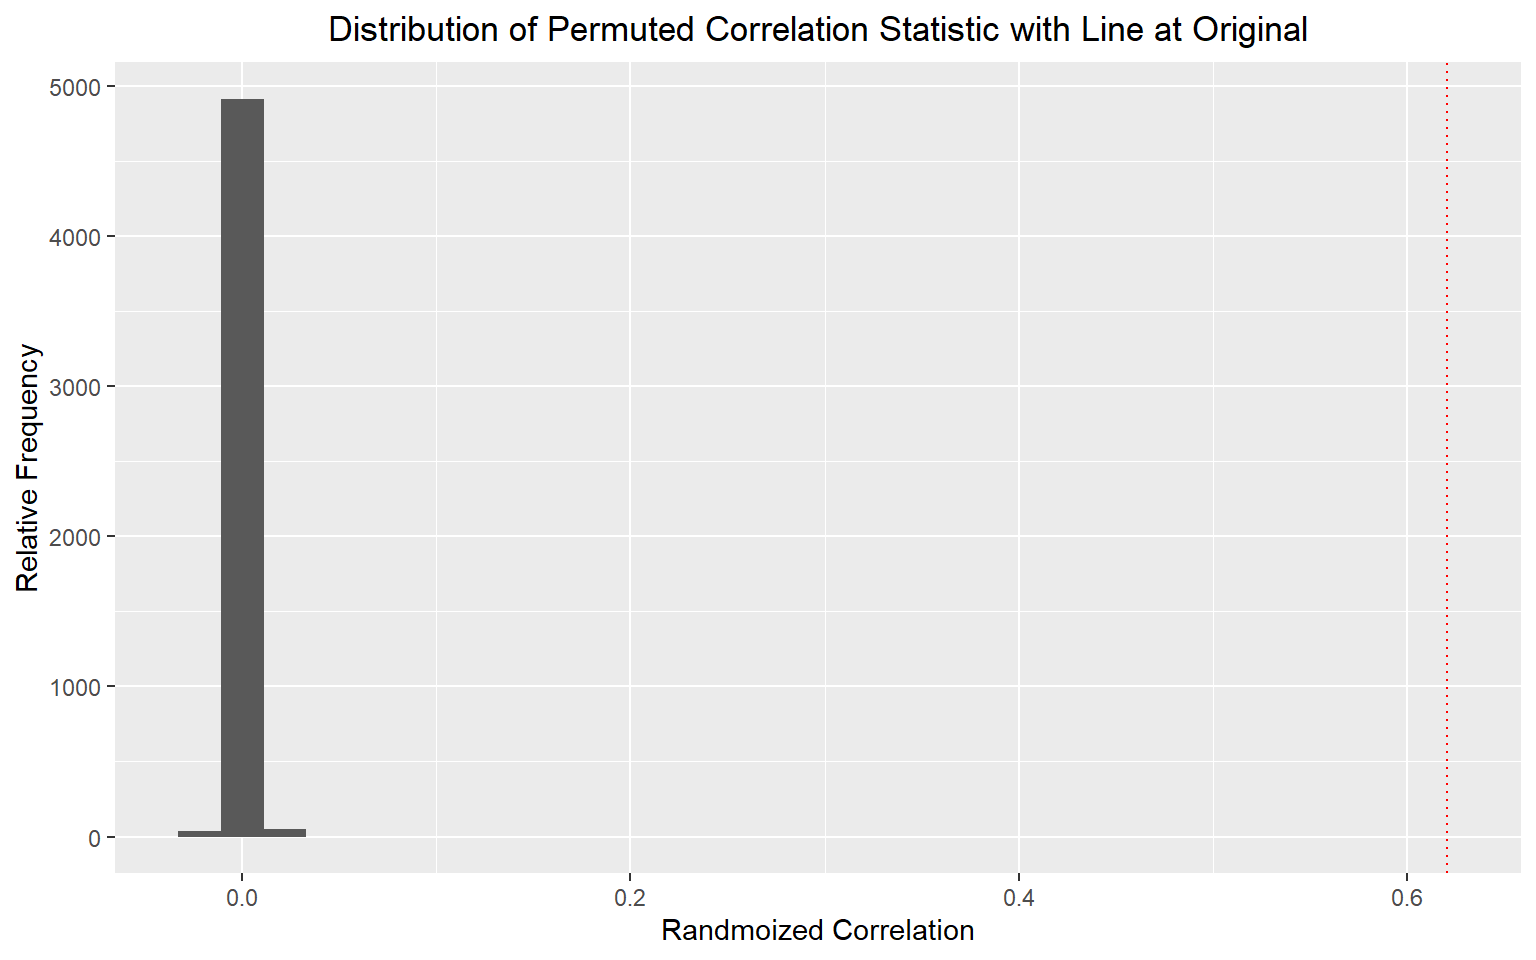 Distribution of Permuted Correlation Statistic with Line at Original
Relative Frequency
5000
4000
3000
2000
1000
0
0.0 0.2 0.4 0.6
Randmoized Correlation